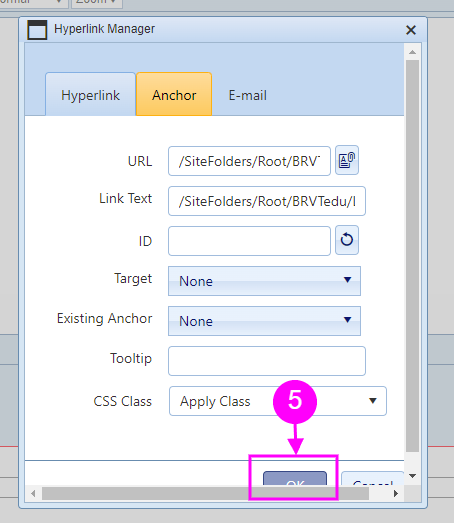 Zoom
Hyperlink Manager
Hyperlink Anchor E-mail
URL /SiteFolders/Root/BRV
Link Text /SiteFolders/Root/BRVTedu/
ID
Target None
Existing Anchor None
Tooltip
CSS Class Apply Class
5
OK Cancel